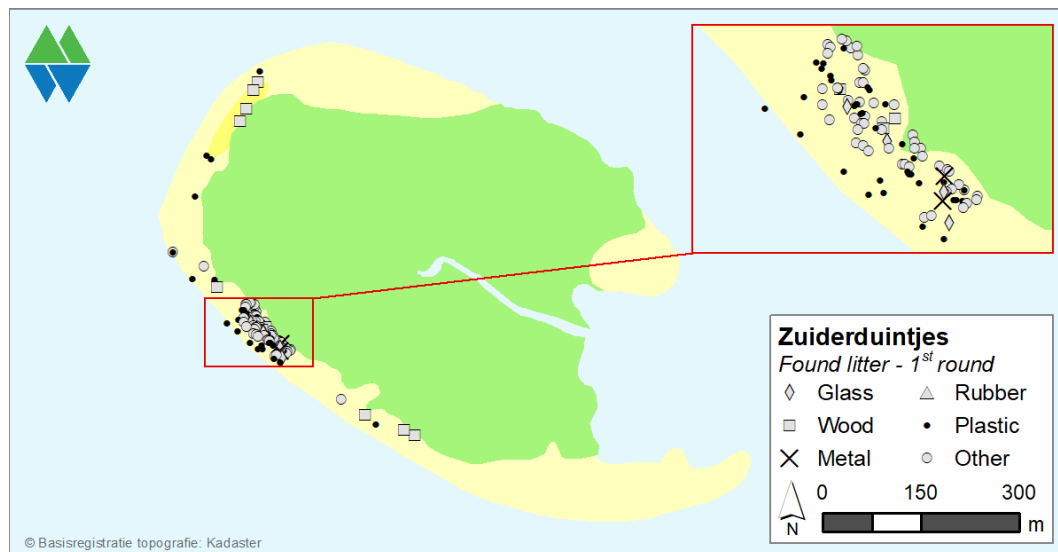 Zuiderduintjes
Found litter - 1st round
Glass Rubber
Wood Plastic
Metal Other
0 150 300
m
N
© Basisregistratie topografie: Kadaster